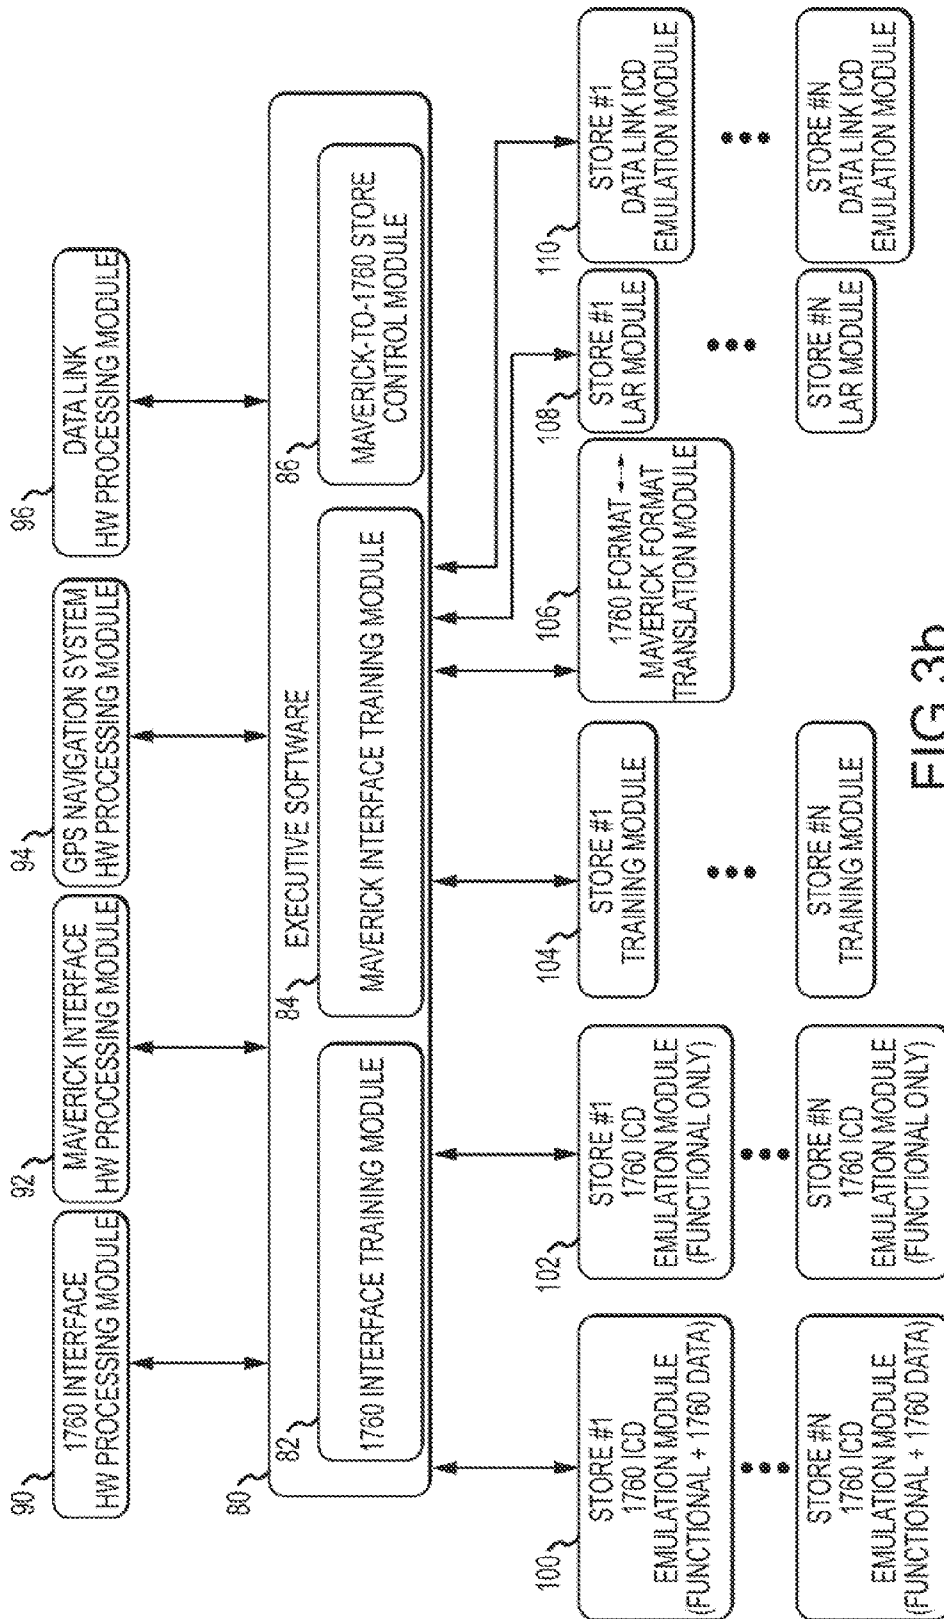 90
1760 INTERFACE
HW PROCESSING MODULE
92
MAVERICK INTERFACE
HW PROCESSING MODULE
94
GPS NAVIGATION SYSTEM
HW PROCESSING MODULE
96
DATA LINK
HW PROCESSING MODULE
80
EXECUTIVE SOFTWARE
82
1760 INTERFACE TRAINING MODULE
84
MAVERICK INTERFACE TRAINING MODULE
86
MAVERICK-TO-1760 STORE
CONTROL MODULE
100
STORE #1
1760 ICD
EMULATION MODULE
(FUNCTIONAL + 1760 DATA)
STORE #N
1760 ICD
EMULATION MODULE
(FUNCTIONAL + 1760 DATA)
102
STORE #1
1760 ICD
EMULATION MODULE
(FUNCTIONAL ONLY)
STORE #N
1760 ICD
EMULATION MODULE
(FUNCTIONAL ONLY)
104
STORE #1
TRAINING MODULE
STORE #N
TRAINING MODULE
106
1760 FORMAT
MAVERICK FORMAT
TRANSLATION MODULE
108
STORE #1
LAR MODULE
STORE #N
LAR MODULE
110
STORE #1
DATA LINK ICD
EMULATION MODULE
STORE #N
DATA LINK ICD
EMULATION MODULE
FIG.3b